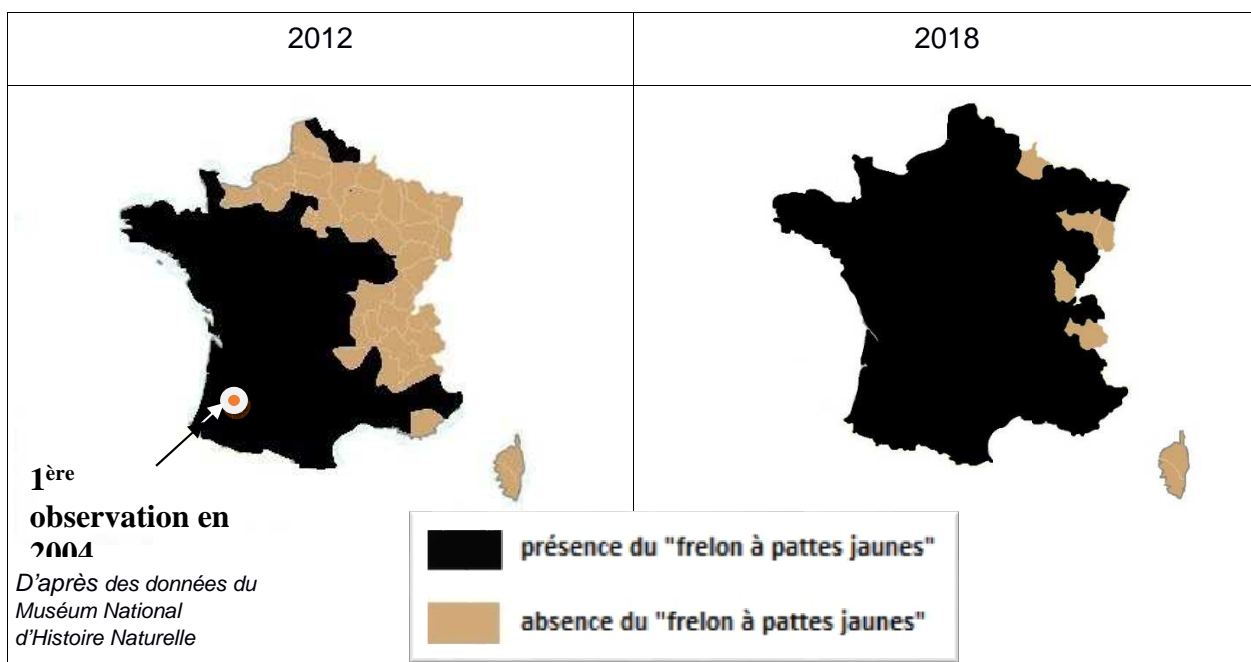 2012
2018
1ère
observation en
2004
D'après des données du
Muséum National
d'Histoire Naturelle
présence du "frelon à pattes jaunes"
absence du "frelon à pattes jaunes"